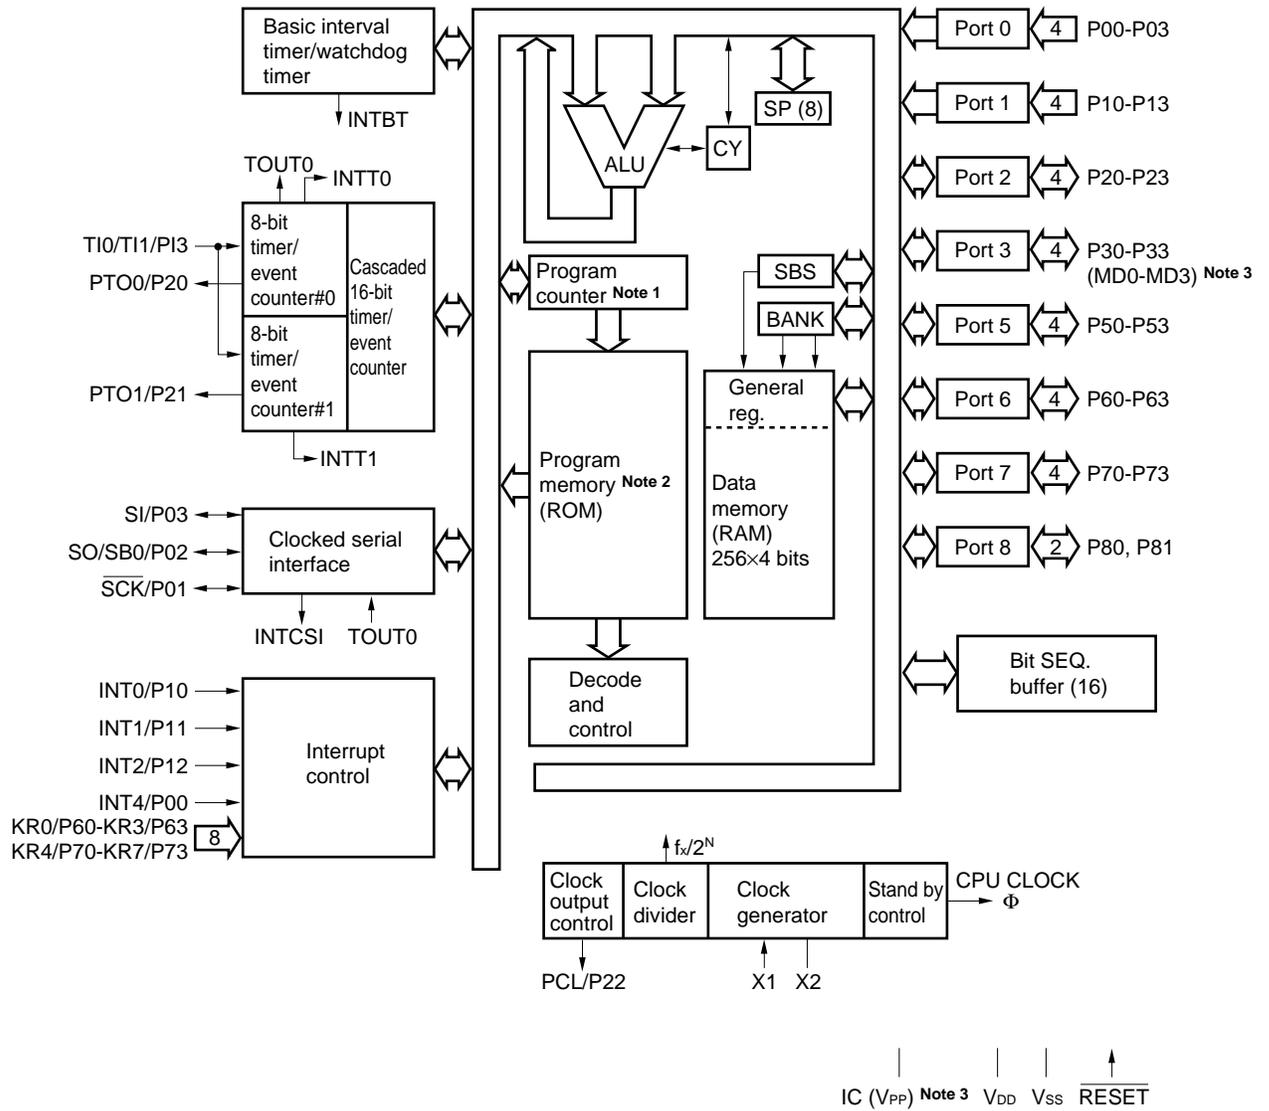 Basic interval
timer/watchdog
timer
INTBT
TOUT0
INTT0
TI0/TI1/PI3
PTO0/P20
8-bit
timer/
event
counter#0
Cascaded
16-bit
timer/
event
counter
8-bit
timer/
event
counter#1
PTO1/P21
INTT1
SI/P03
SO/SB0/P02
S̅C̅K̅/P01
Clocked serial
interface
INTCSI
TOUT0
INT0/P10
INT1/P11
INT2/P12
INT4/P00
KR0/P60-KR3/P63
KR4/P70-KR7/P73
8
Interrupt
control
ALU
CY
SP (8)
Program
counter Note 1
SBS
BANK
General
reg.
Program
memory Note 2
(ROM)
Data
memory
(RAM)
256×4 bits
Decode
and
control
Port 0
4
P00-P03
Port 1
4
P10-P13
Port 2
4
P20-P23
Port 3
4
P30-P33
(MD0-MD3) Note 3
Port 5
4
P50-P53
Port 6
4
P60-P63
Port 7
4
P70-P73
Port 8
2
P80, P81
Bit SEQ.
buffer (16)
fx/2ᴺ
Clock
output
control
Clock
divider
Clock
generator
Stand by
control
CPU CLOCK
Φ
PCL/P22
X1
X2
IC (VPP) Note 3
VDD
VSS
R̅E̅S̅E̅T̅